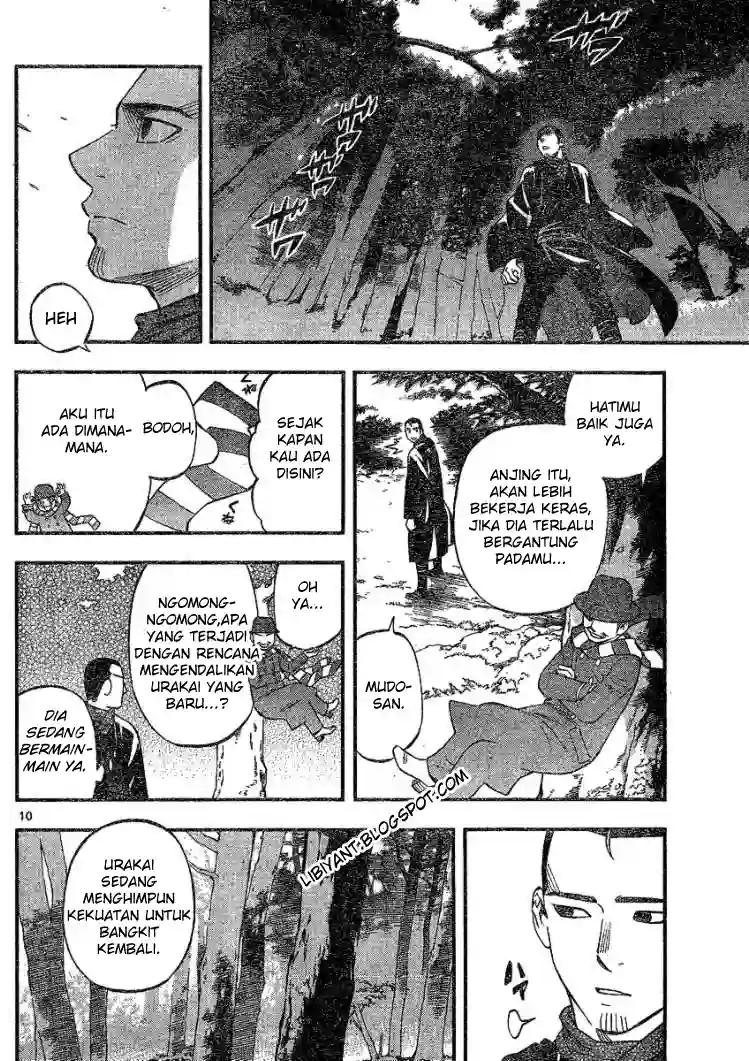 HEH
HATIMU
BAIK JUGA
YA.
ANJING ITU,
AKAN LEBIH
BEKERJA KERAS,
JIKA DIA TERLALU
BERGANTUNG
PADAMU...
MUDO-
SAN.
SEJAK
KAPAN
KAU ADA
DISINI?
BODOH,
AKU ITU
ADA DIMANA-
MANA.
OH
YA...
NGOMONG-
NGOMONG,APA
YANG TERJADI
DENGAN RENCANA
MENGENDALIKAN
URAKAI YANG
BARU...?
DIA
SEDANG
BERMAIN-
MAIN YA.
10
LIBIYANT.BLOGSPOT.COM
URAKAI
SEDANG
MENGHIMPUN
KEKUATAN UNTUK
BANGKIT
KEMBALI.